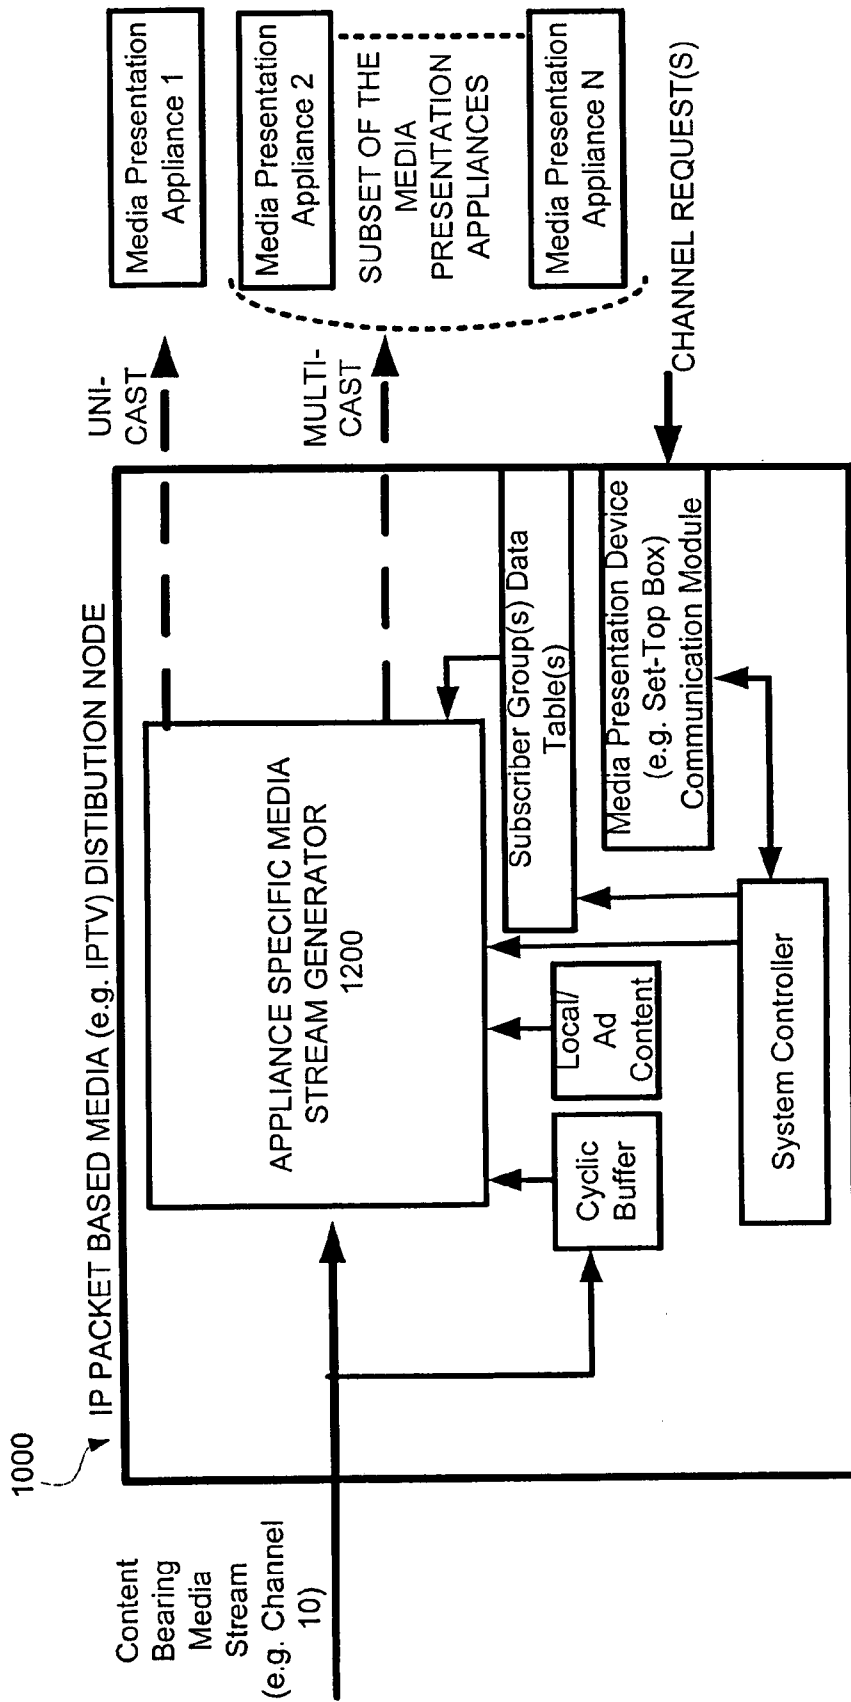 1000
IP PACKET BASED MEDIA (e.g. IPTV) DISTIBUTION NODE
Content
Bearing
Media
Stream
(e.g. Channel
10)
APPLIANCE SPECIFIC MEDIA
STREAM GENERATOR
1200
Cyclic
Buffer
Local/
Ad
Content
System Controller
Subscriber Group(s) Data
Table(s)
Media Presentation Device
(e.g. Set-Top Box)
Communication Module
UNI-
CAST
MULTI-
CAST
Media Presentation
Appliance 1
Media Presentation
Appliance 2
SUBSET OF THE
MEDIA
PRESENTATION
APPLIANCES
Media Presentation
Appliance N
CHANNEL REQUEST(S)